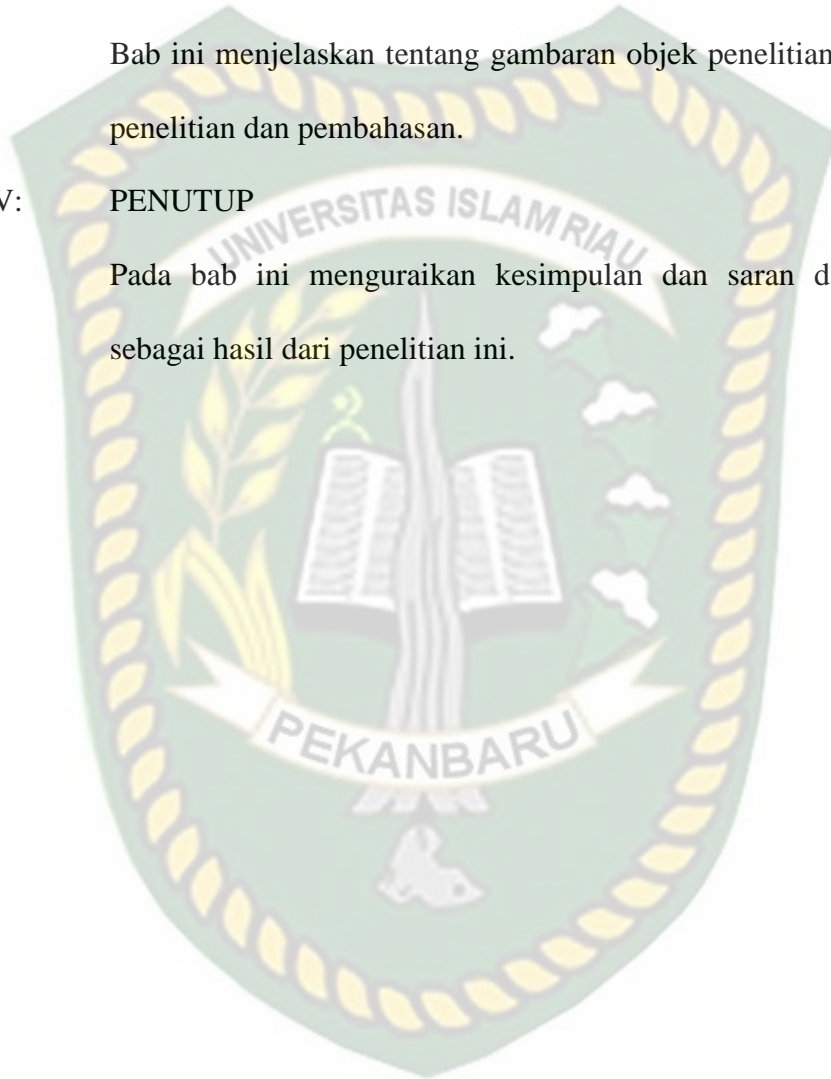 Bab ini menjelaskan tentang gambaran objek penelitian
penelitian dan pembahasan.
V: PENUTUP
UNIVERSITAS ISLAM RIAU
Pada bab ini menguraikan kesimpulan dan saran
sebagai hasil dari penelitian ini.
PEKANBARU